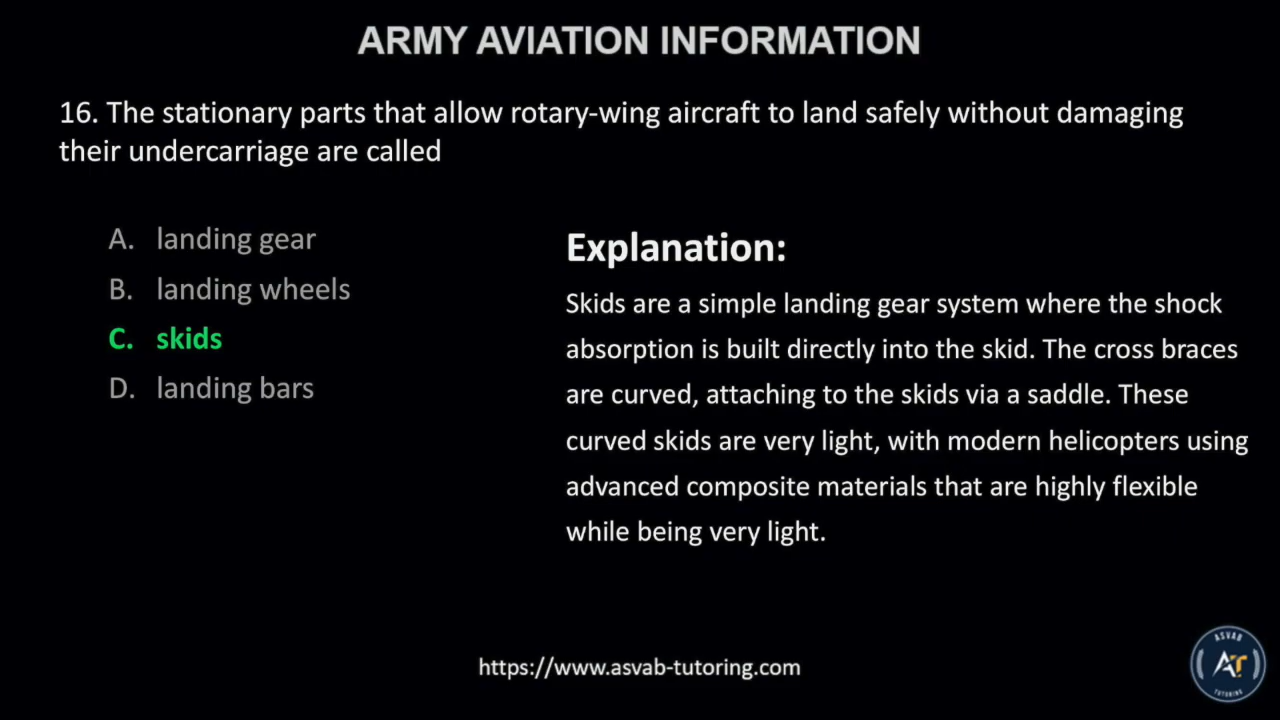 ARMY AVIATION INFORMATION
16. The stationary parts that allow rotary-wing aircraft to land safely without damaging
their undercarriage are called
A. landing gear
B. landing wheels
C. skids
D. landing bars
Explanation:
Skids are a simple landing gear system where the shock
absorption is built directly into the skid. The cross braces
are curved, attaching to the skids via a saddle. These
curved skids are very light, with modern helicopters using
advanced composite materials that are highly flexible
while being very light.
https://www.asvab-tutoring.com
ASVAB
AT
TUTORING